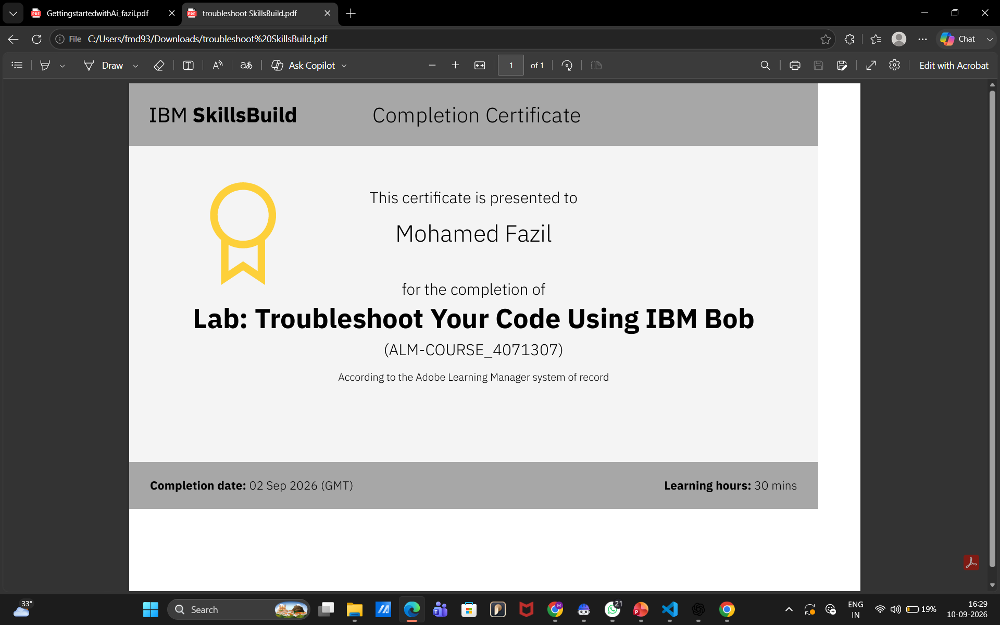 GettingstartedwithAi_fazil.pdf
troubleshoot SkillsBuild.pdf
File C:/Users/fmd93/Downloads/troubleshoot%20SkillsBuild.pdf
Chat
Draw
aあ
Ask Copilot
1 of 1
Edit with Acrobat
IBM SkillsBuild
Completion Certificate
This certificate is presented to
Mohamed Fazil
for the completion of
Lab: Troubleshoot Your Code Using IBM Bob
(ALM-COURSE_4071307)
According to the Adobe Learning Manager system of record
Completion date: 02 Sep 2026 (GMT)
Learning hours: 30 mins
33°
Search
21
ENG
IN
19%
16:29
10-09-2026